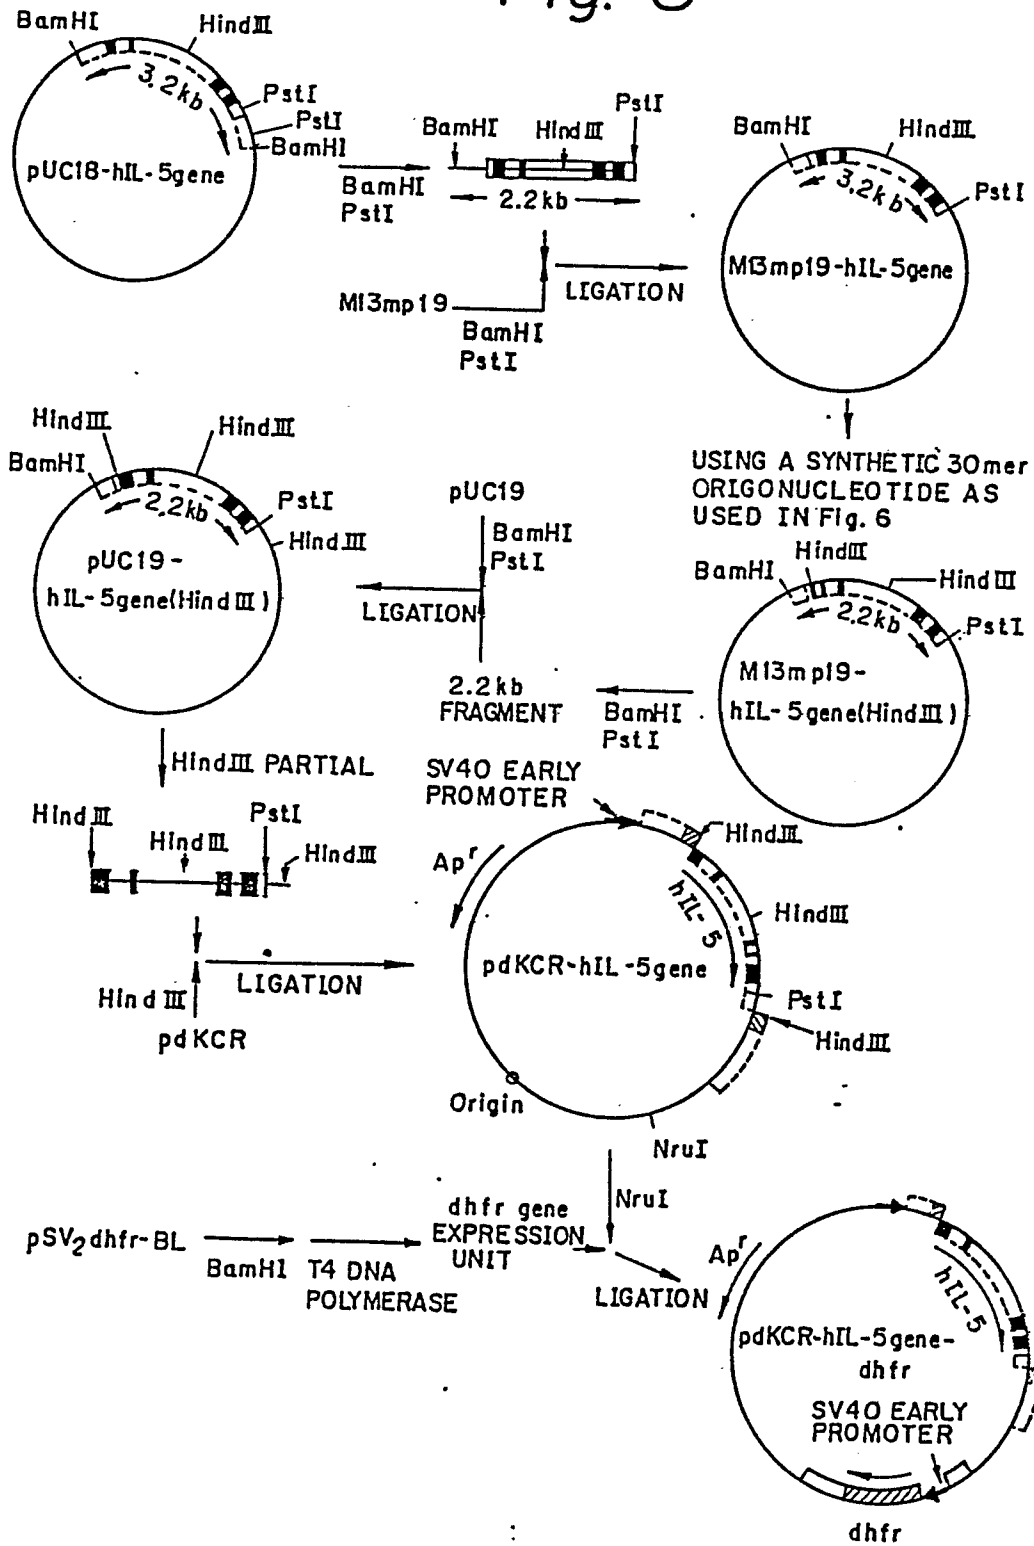 Fig. 8
BamHI
HindIII
3.2kb
PstI
PstI
BamHI
pUC18-hIL-5gene
BamHI
PstI
BamHI
HindIII
PstI
2.2kb
M13mp19
BamHI
PstI
LIGATION
BamHI
HindIII
3.2kb
PstI
M13mp19-hIL-5gene
USING A SYNTHETIC 30mer
ORIGONUCLEOTIDE AS
USED IN Fig. 6
HindIII
HindIII
BamHI
2.2kb
PstI
HindIII
pUC19-
hIL-5gene(HindIII)
pUC19
BamHI
PstI
LIGATION
2.2kb
FRAGMENT
BamHI
PstI
HindIII
BamHI
HindIII
2.2kb
PstI
M13mp19-
hIL-5gene(HindIII)
HindIII PARTIAL
HindIII
HindIII
PstI
HindIII
HindIII
pdKCR
LIGATION
SV40 EARLY
PROMOTER
HindIII
Apr
hIL-5
HindIII
pdKCR-hIL-5gene
PstI
HindIII
Origin
NruI
NruI
pSV2dhfr-BL
BamHI
T4 DNA
POLYMERASE
dhfr gene
EXPRESSION
UNIT
LIGATION
Apr
hIL-5
pdKCR-hIL-5gene-
dhfr
SV40 EARLY
PROMOTER
dhfr